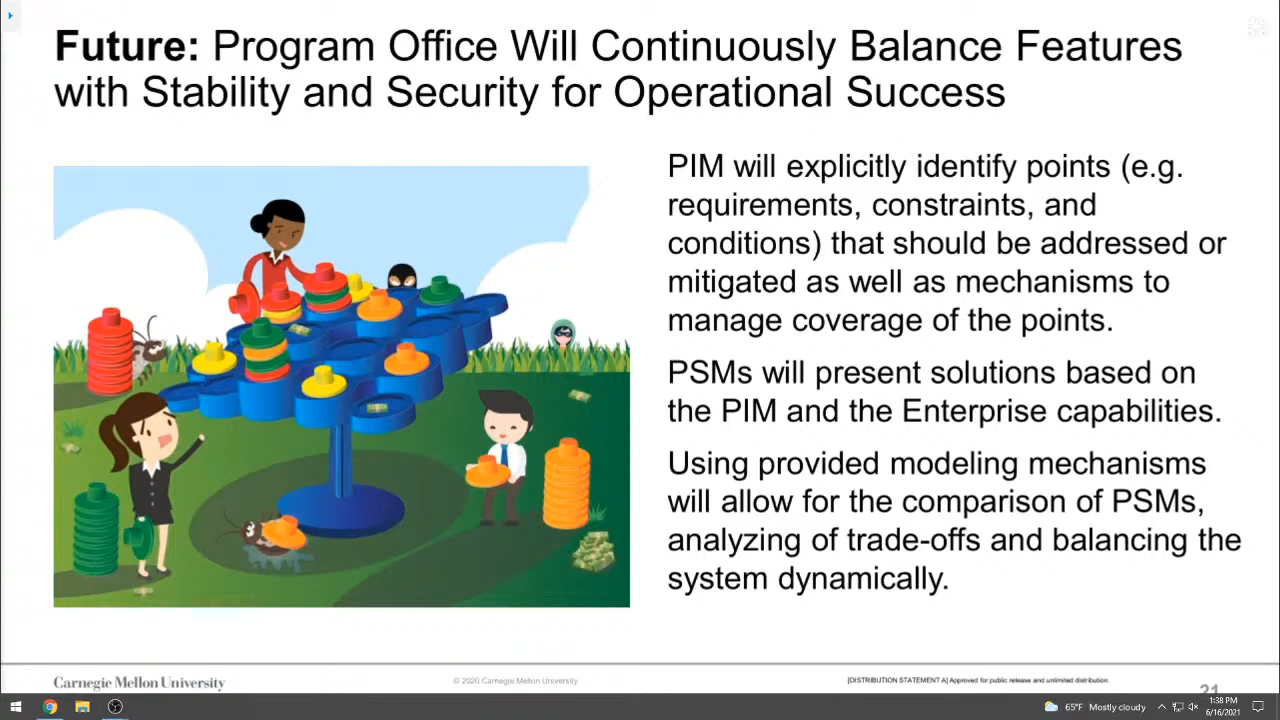 Future: Program Office Will Continuously Balance Features
with Stability and Security for Operational Success
PIM will explicitly identify points (e.g.
requirements, constraints, and
conditions) that should be addressed or
mitigated as well as mechanisms to
manage coverage of the points.
PSMs will present solutions based on
the PIM and the Enterprise capabilities.
Using provided modeling mechanisms
will allow for the comparison of PSMs,
analyzing of trade-offs and balancing the
system dynamically.
Carnegie Mellon University
© 2020 Carnegie Mellon University
[DISTRIBUTION STATEMENT A] Approved for public release and unlimited distribution.
21
65°F Mostly cloudy
1:38 PM
6/16/2021